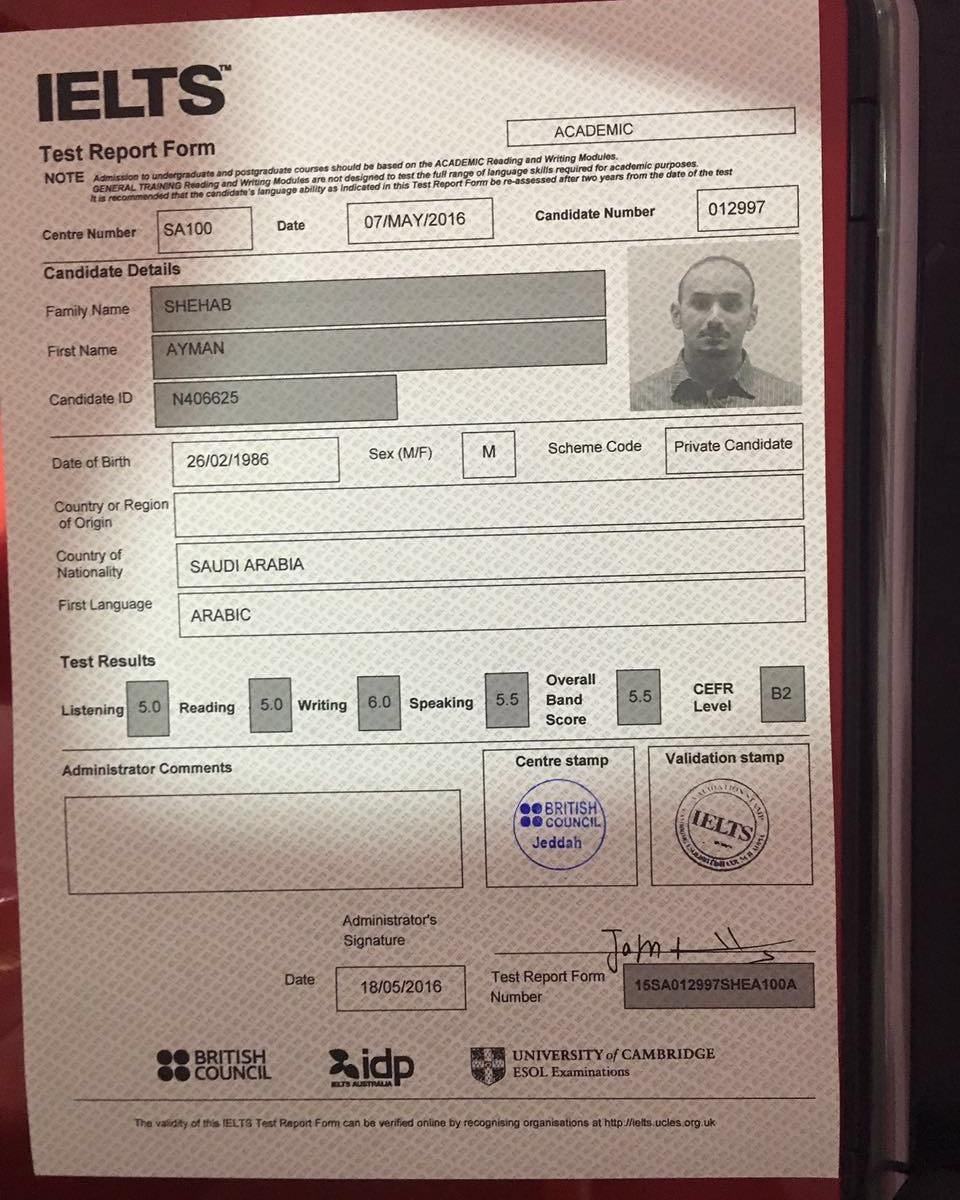 IELTS™
ACADEMIC
Test Report Form
NOTE Admission to undergraduate and postgraduate courses should be based on the ACADEMIC Reading and Writing Modules.
GENERAL TRAINING Reading and Writing Modules are not designed to test the full range of language skills required for academic purposes.
It is recommended that the candidate's language ability as indicated in this Test Report Form be re-assessed after two years from the date of the test
Centre Number SA100 Date 07/MAY/2016 Candidate Number 012997
Candidate Details
Family Name SHEHAB
First Name AYMAN
Candidate ID N406625
Date of Birth 26/02/1986 Sex (M/F) M Scheme Code Private Candidate
Country or Region
of Origin
Country of
Nationality SAUDI ARABIA
First Language ARABIC
Test Results
Listening 5.0 Reading 5.0 Writing 6.0 Speaking 5.5 Overall Band Score 5.5 CEFR Level B2
Administrator Comments
Centre stamp
BRITISH
COUNCIL
Jeddah
Validation stamp
VALIDATION STAMP
IELTS
Administrator's
Signature
Date 18/05/2016
Test Report Form
Number 15SA012997SHEA100A
BRITISH
COUNCIL
idp
IELTS AUSTRALIA
UNIVERSITY of CAMBRIDGE
ESOL Examinations
The validity of this IELTS Test Report Form can be verified online by recognising organisations at http://ielts.ucles.org.uk